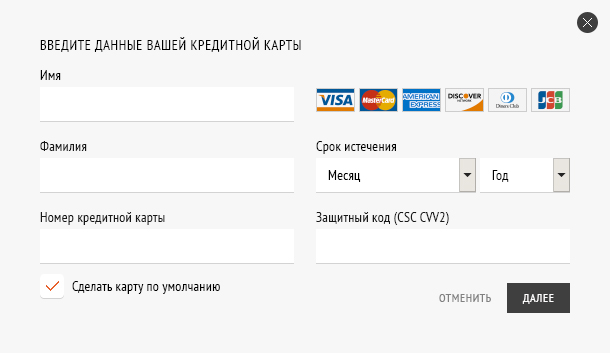 ВВЕДИТЕ ДАННЫЕ ВАШЕЙ КРЕДИТНОЙ КАРТЫ
Имя
VISA MasterCard AMERICAN EXPRESS DISCOVER NETWORK Diners Club JCB
Фамилия
Срок истечения
Месяц Год
Номер кредитной карты
Защитный код (CSC CVV2)
Сделать карту по умолчанию
ОТМЕНИТЬ ДАЛЕЕ